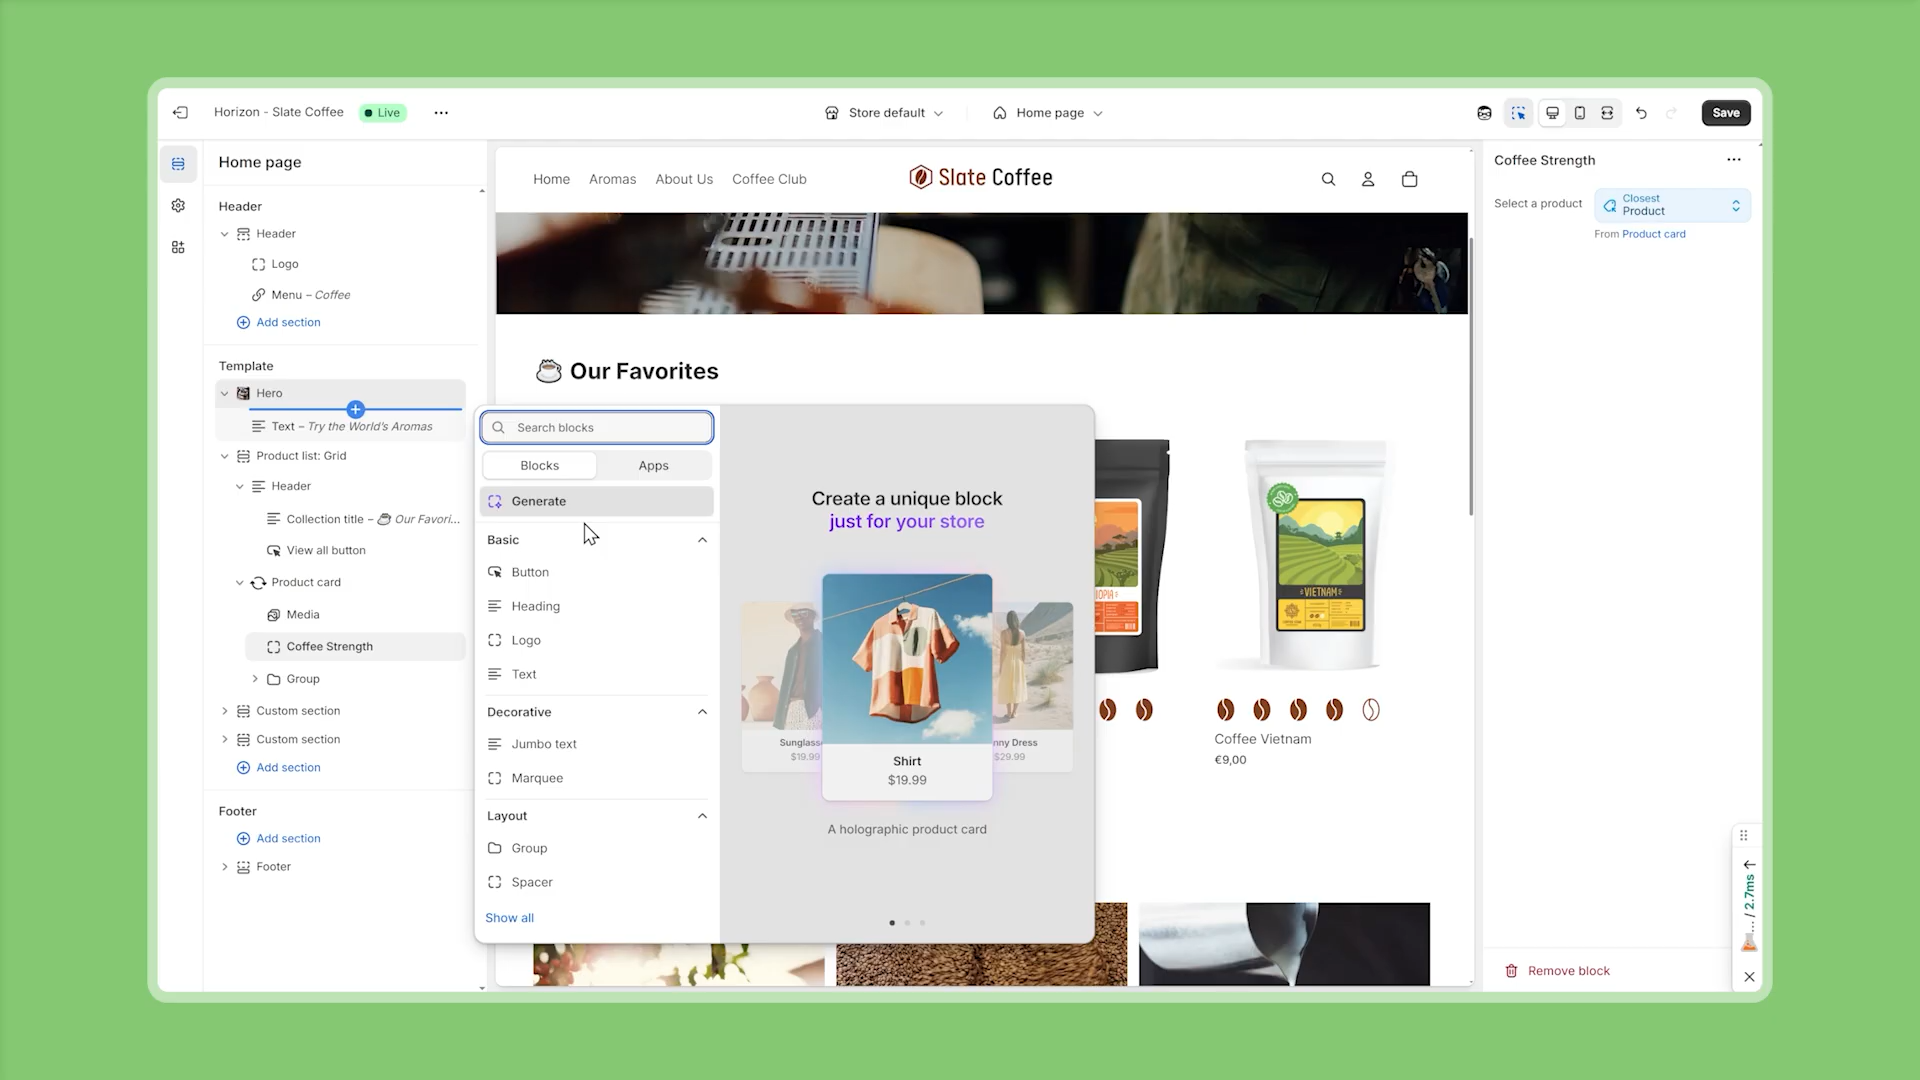 Horizon - Slate Coffee
Live
Store default
Home page
Save
Home page
Header
Header
Logo
Menu – Coffee
Add section
Template
Hero
Text – Try the World's Aromas
Product list: Grid
Header
Collection title – Our Favori...
View all button
Product card
Media
Coffee Strength
Group
Custom section
Custom section
Add section
Footer
Add section
Footer
Home
Aromas
About Us
Coffee Club
Slate Coffee
Our Favorites
Search blocks
Blocks
Apps
Generate
Basic
Button
Heading
Logo
Text
Decorative
Jumbo text
Marquee
Layout
Group
Spacer
Show all
Create a unique block
just for your store
Sunglass
$19.99
Shirt
$19.99
nny Dress
$29.99
A holographic product card
OPIA
VIETNAM
Coffee Vietnam
€9,00
Coffee Strength
Select a product
Closest
Product
From Product card
... / 2.7ms
Remove block